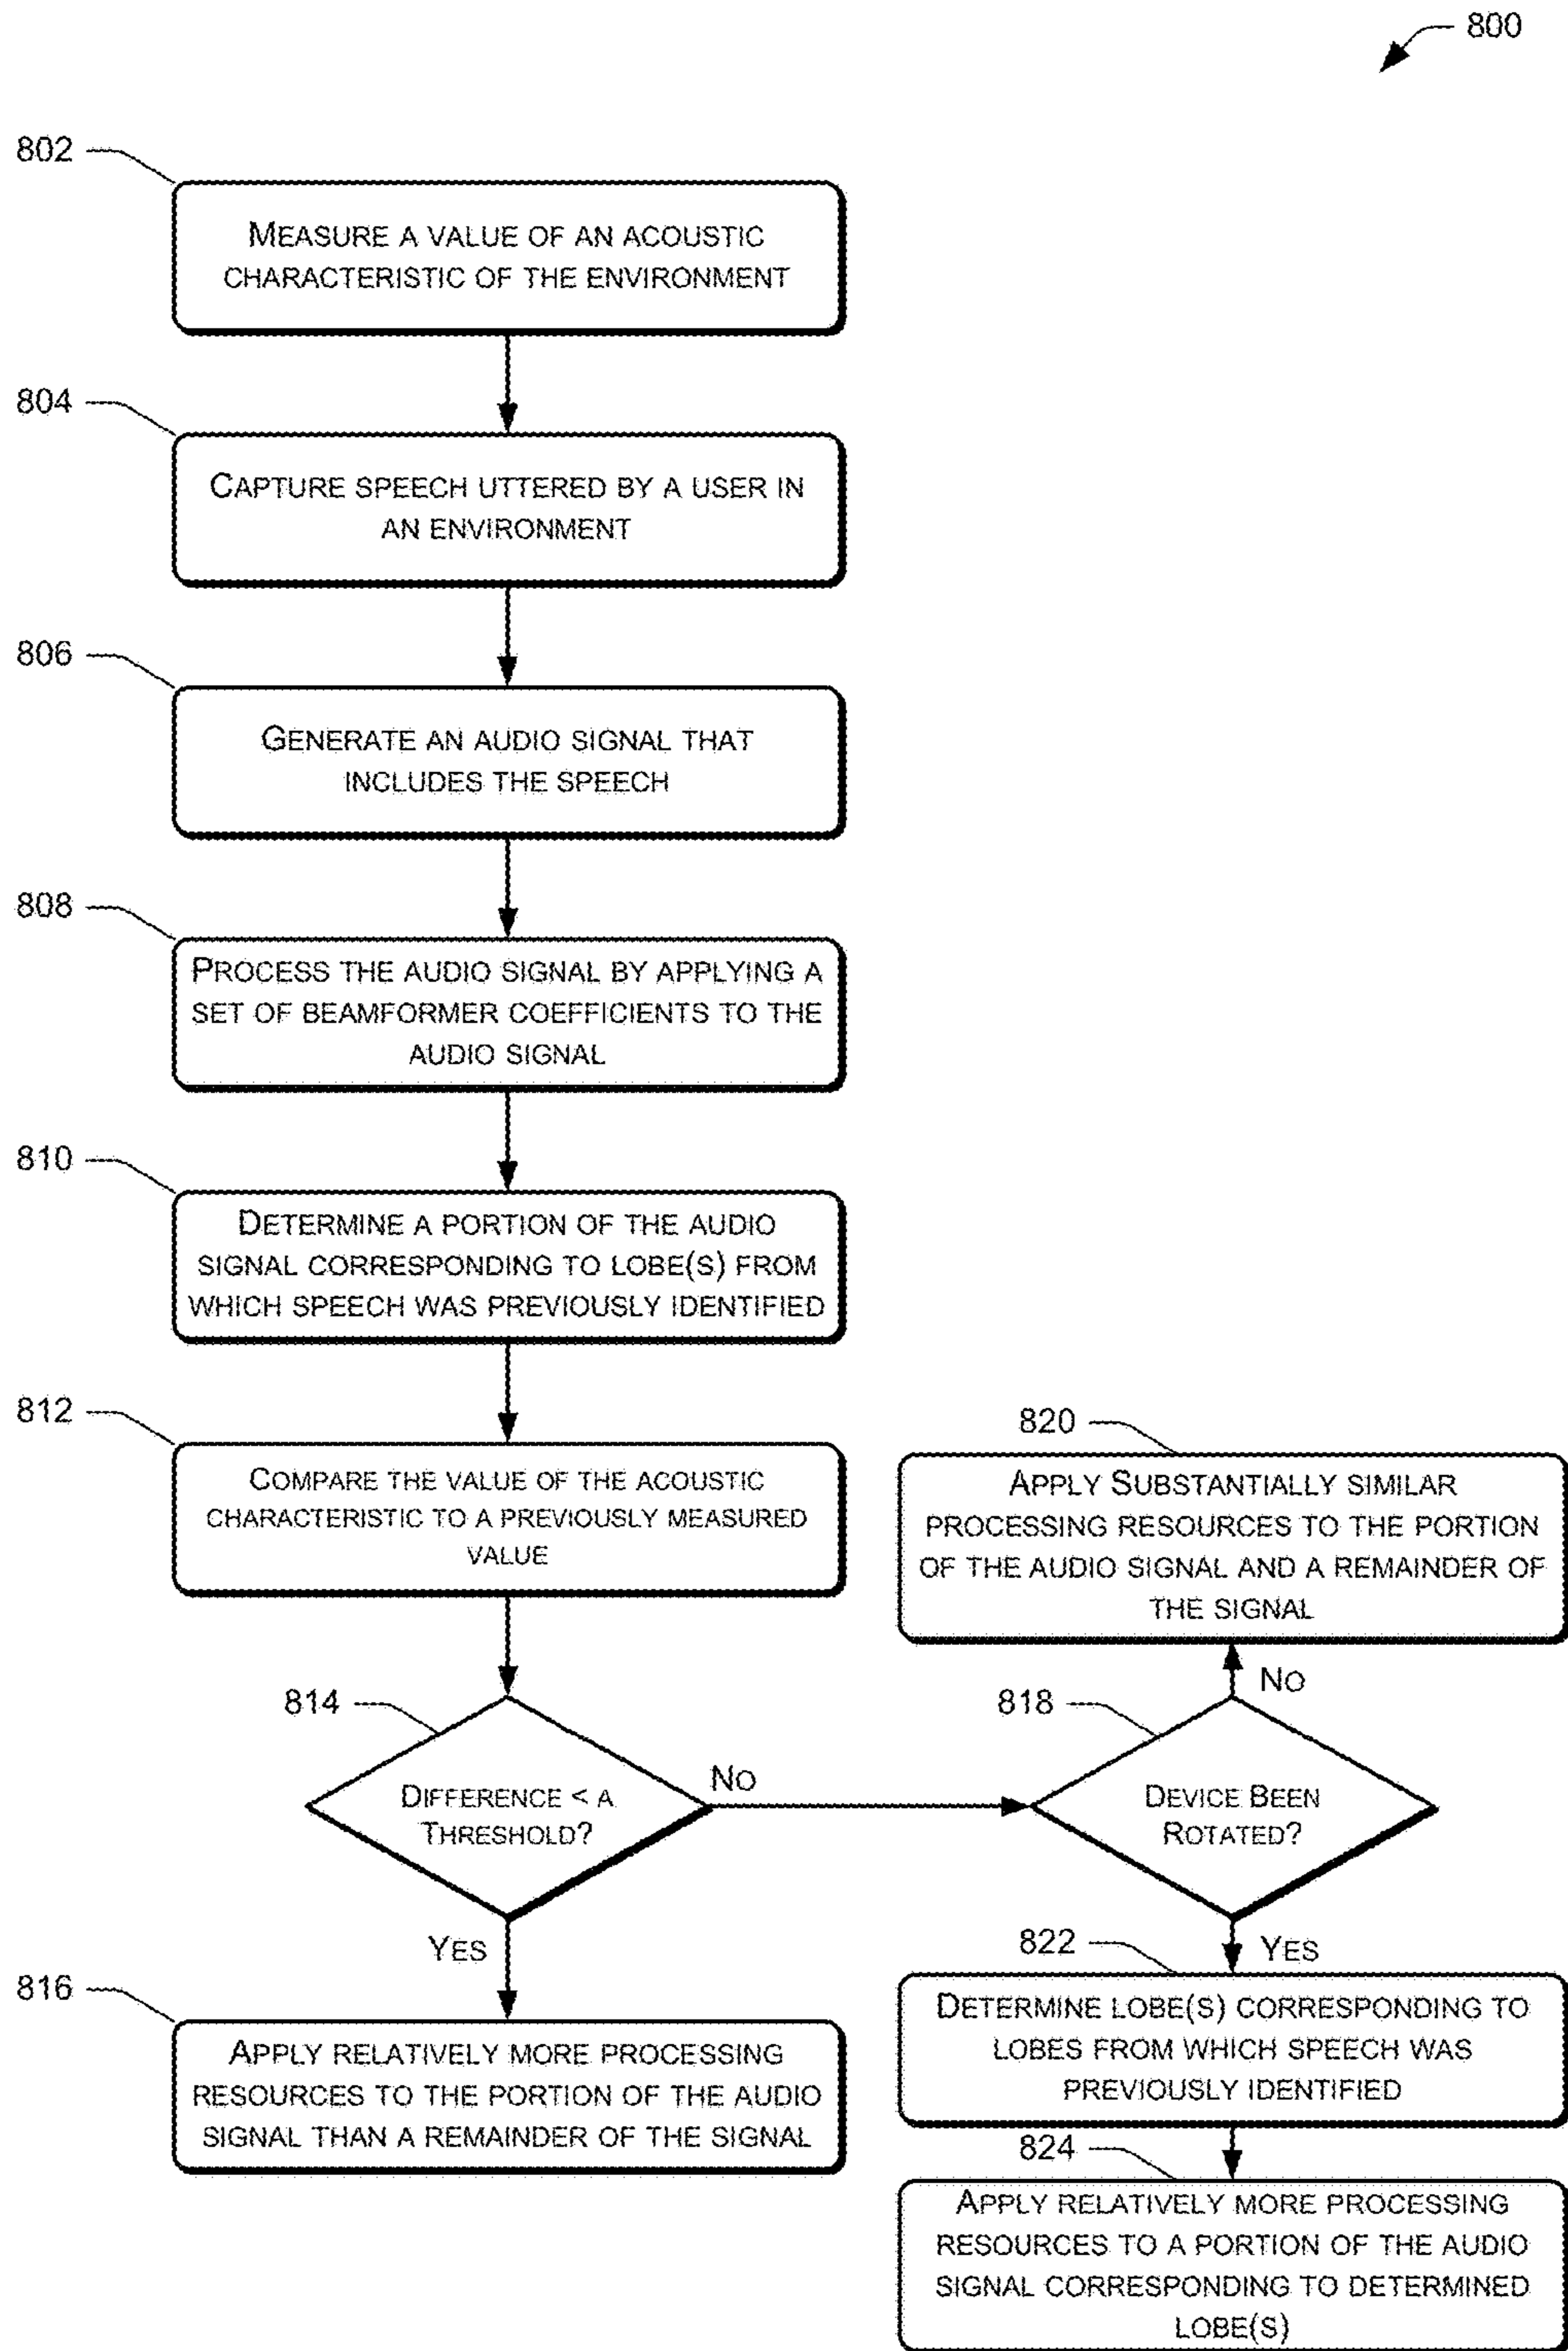 800
802
MEASURE A VALUE OF AN ACOUSTIC
CHARACTERISTIC OF THE ENVIRONMENT
804
CAPTURE SPEECH UTTERED BY A USER IN
AN ENVIRONMENT
806
GENERATE AN AUDIO SIGNAL THAT
INCLUDES THE SPEECH
808
PROCESS THE AUDIO SIGNAL BY APPLYING A
SET OF BEAMFORMER COEFFICIENTS TO THE
AUDIO SIGNAL
810
DETERMINE A PORTION OF THE AUDIO
SIGNAL CORRESPONDING TO LOBE(S) FROM
WHICH SPEECH WAS PREVIOUSLY IDENTIFIED
812
COMPARE THE VALUE OF THE ACOUSTIC
CHARACTERISTIC TO A PREVIOUSLY MEASURED
VALUE
814
DIFFERENCE < A
THRESHOLD?
NO
YES
816
APPLY RELATIVELY MORE PROCESSING
RESOURCES TO THE PORTION OF THE AUDIO
SIGNAL THAN A REMAINDER OF THE SIGNAL
818
DEVICE BEEN
ROTATED?
NO
820
APPLY SUBSTANTIALLY SIMILAR
PROCESSING RESOURCES TO THE PORTION
OF THE AUDIO SIGNAL AND A REMAINDER OF
THE SIGNAL
YES
822
DETERMINE LOBE(S) CORRESPONDING TO
LOBES FROM WHICH SPEECH WAS
PREVIOUSLY IDENTIFIED
824
APPLY RELATIVELY MORE PROCESSING
RESOURCES TO A PORTION OF THE AUDIO
SIGNAL CORRESPONDING TO DETERMINED
LOBE(S)